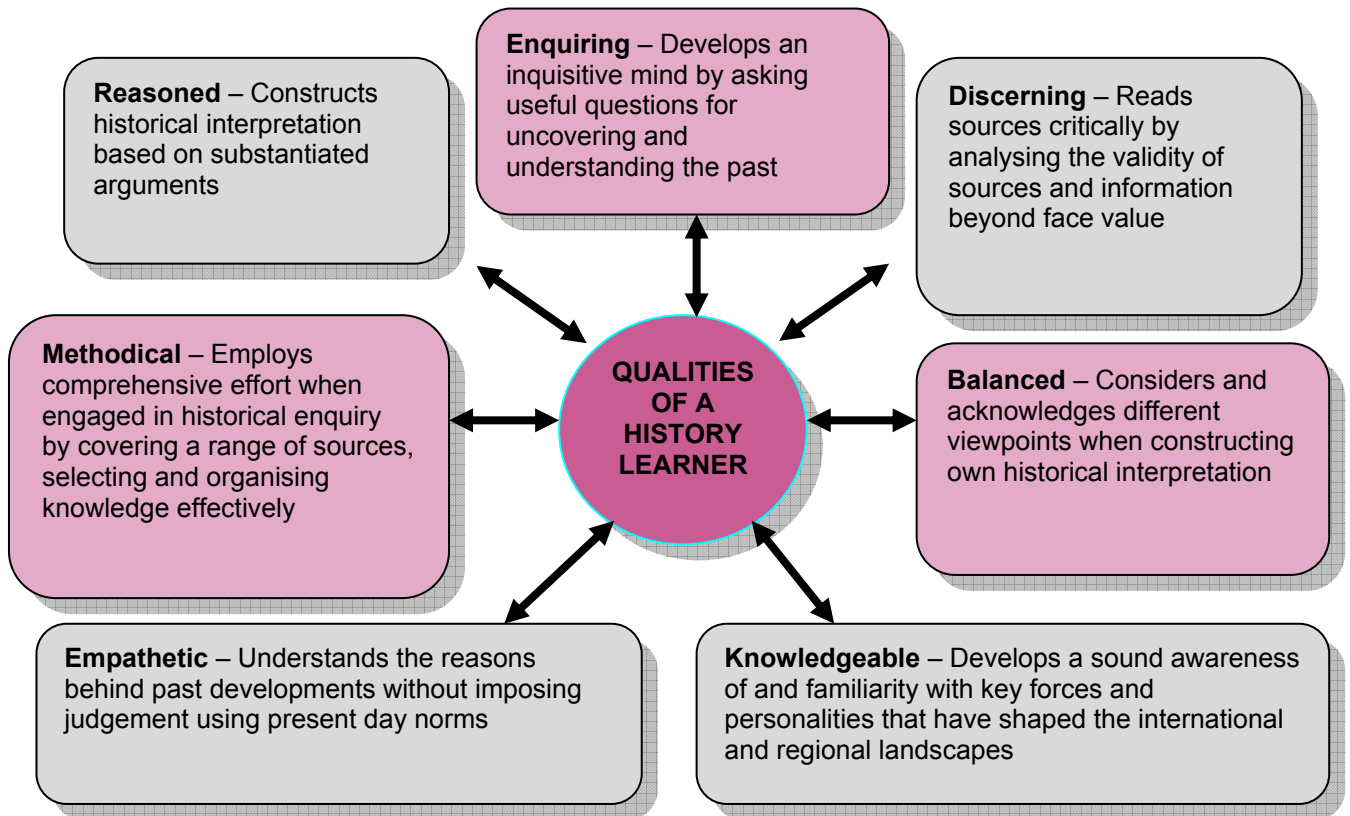 Enquiring – Develops an
inquisitive mind by asking
useful questions for
uncovering and
understanding the past
Reasoned – Constructs
historical interpretation
based on substantiated
arguments
Discerning – Reads
sources critically by
analysing the validity of
sources and information
beyond face value
QUALITIES
OF A
HISTORY
LEARNER
Methodical – Employs
comprehensive effort when
engaged in historical enquiry
by covering a range of sources,
selecting and organising
knowledge effectively
Balanced – Considers and
acknowledges different
viewpoints when constructing
own historical interpretation
Empathetic – Understands the reasons
behind past developments without imposing
judgement using present day norms
Knowledgeable – Develops a sound awareness
of and familiarity with key forces and
personalities that have shaped the international
and regional landscapes